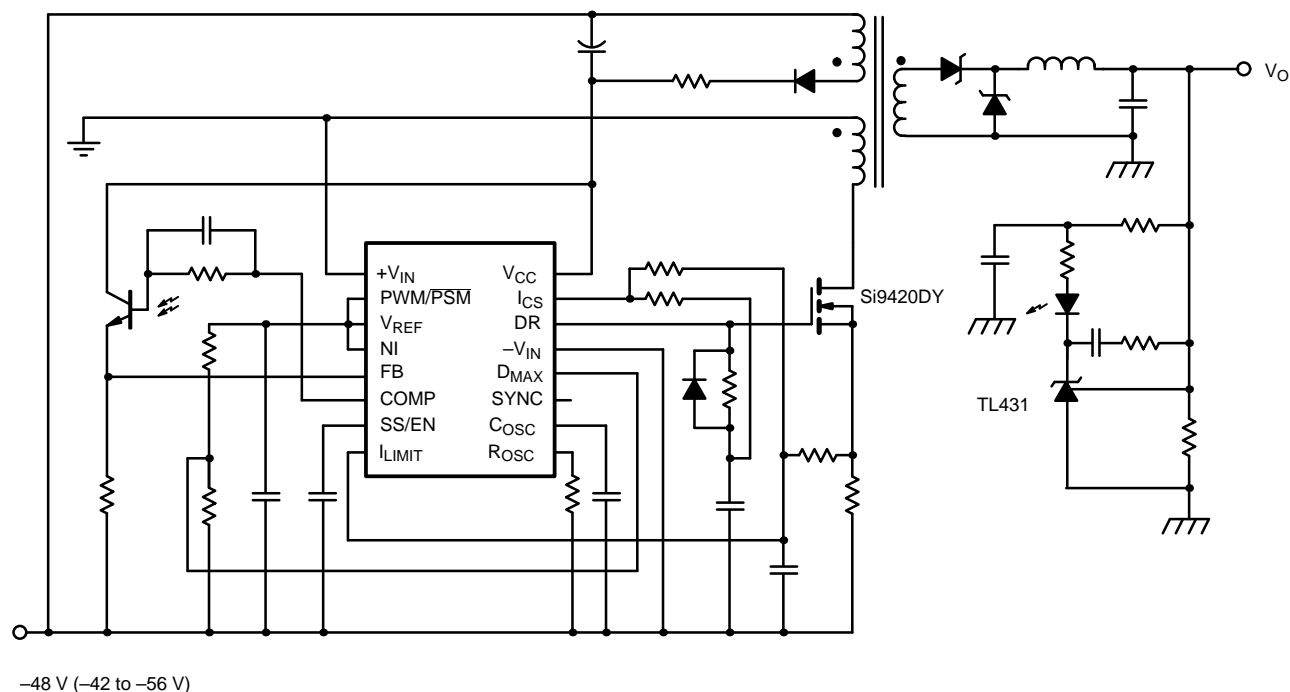 V_O
+V_IN
PWM/P̅S̅M̅
V_REF
NI
FB
COMP
SS/EN
I_LIMIT
V_CC
I_CS
DR
–V_IN
D_MAX
SYNC
C_OSC
R_OSC
Si9420DY
TL431
–48 V (–42 to –56 V)